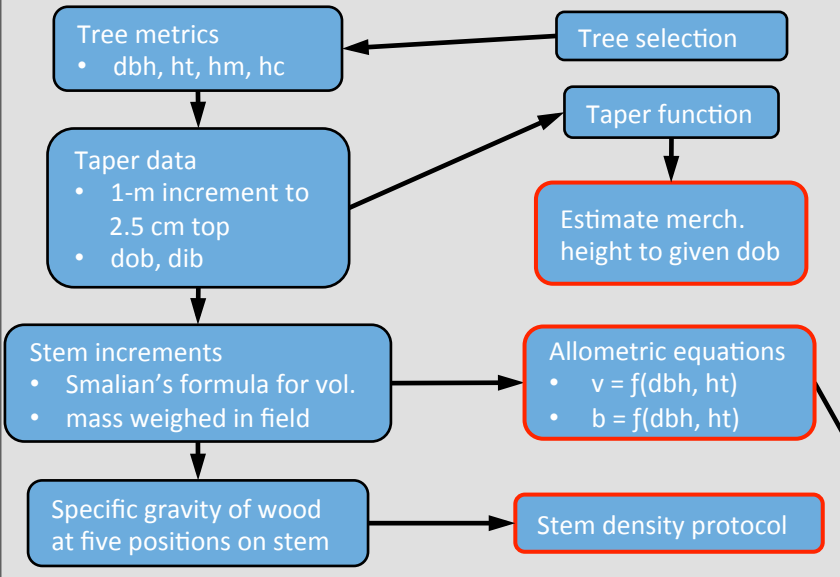 Tree metrics
• dbh, ht, hm, hc
Tree selection
Taper function
Taper data
• 1-m increment to
2.5 cm top
• dob, dib
Estimate merch.
height to given dob
Stem increments
• Smalian’s formula for vol.
• mass weighed in field
Allometric equations
• v = ƒ(dbh, ht)
• b = ƒ(dbh, ht)
Specific gravity of wood
at five positions on stem
Stem density protocol